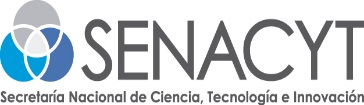 SENACYT
Secretaría Nacional de Ciencia, Tecnología e Innovación